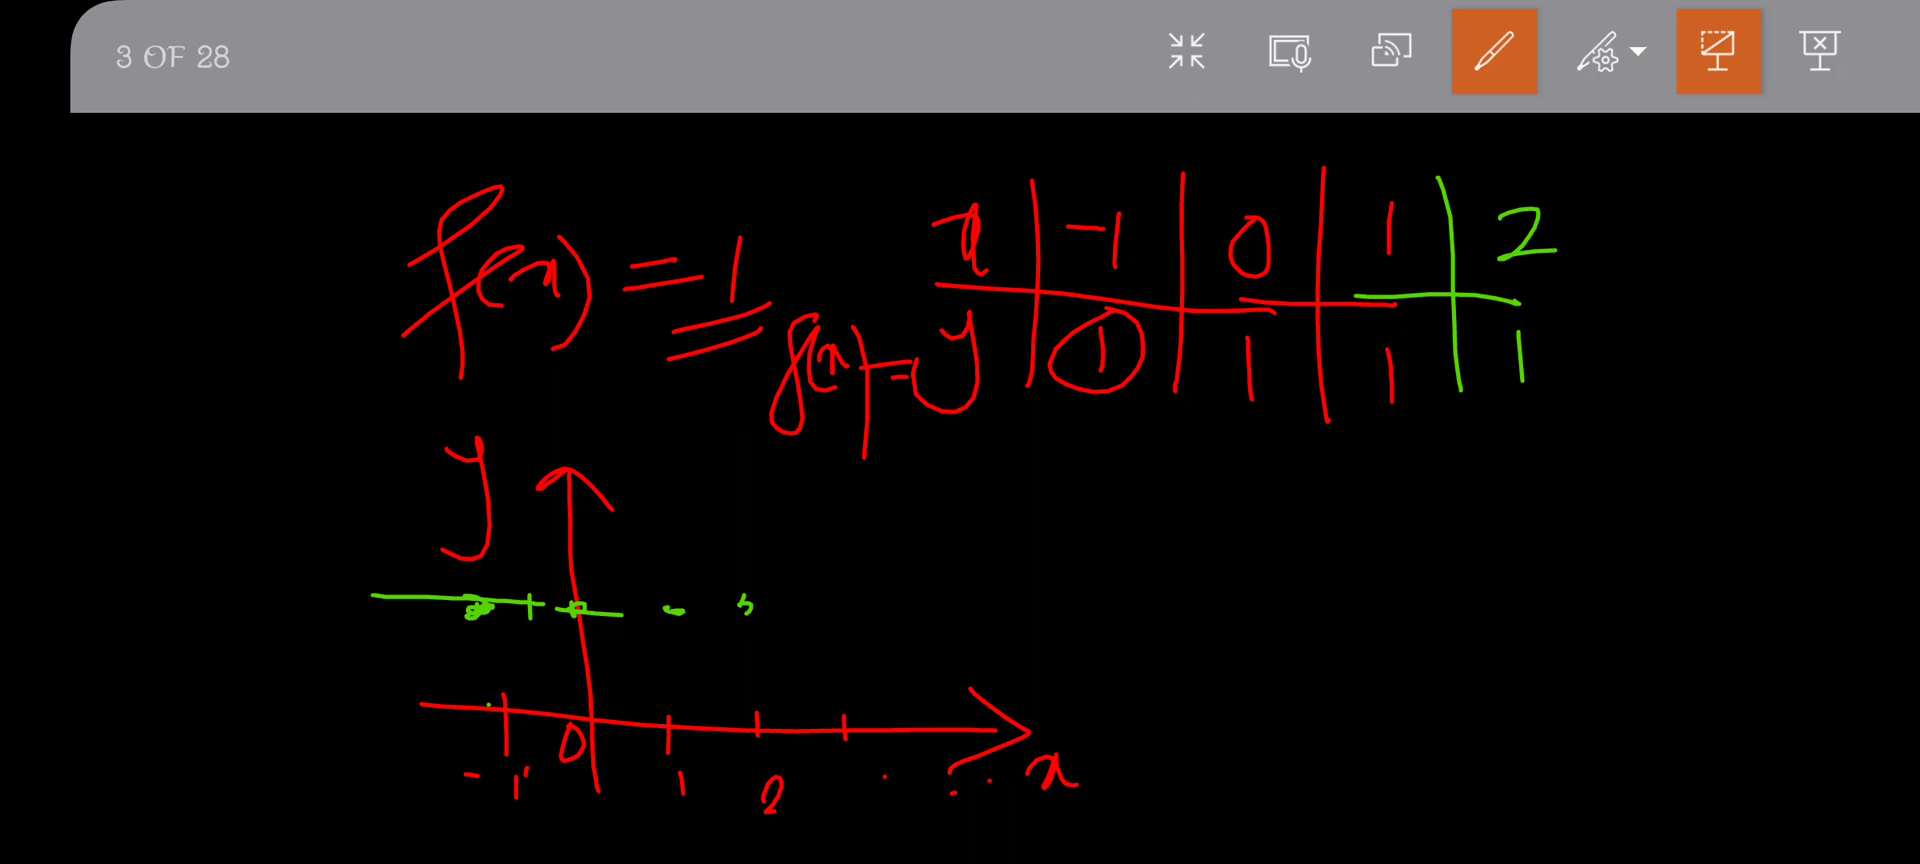 3 OF 28
f(x) = 1
x | -1 | 0 | 1 | 2
f(x) = y | 1 | 1 | 1 | 1
y
-1 0 1 2 . . . x